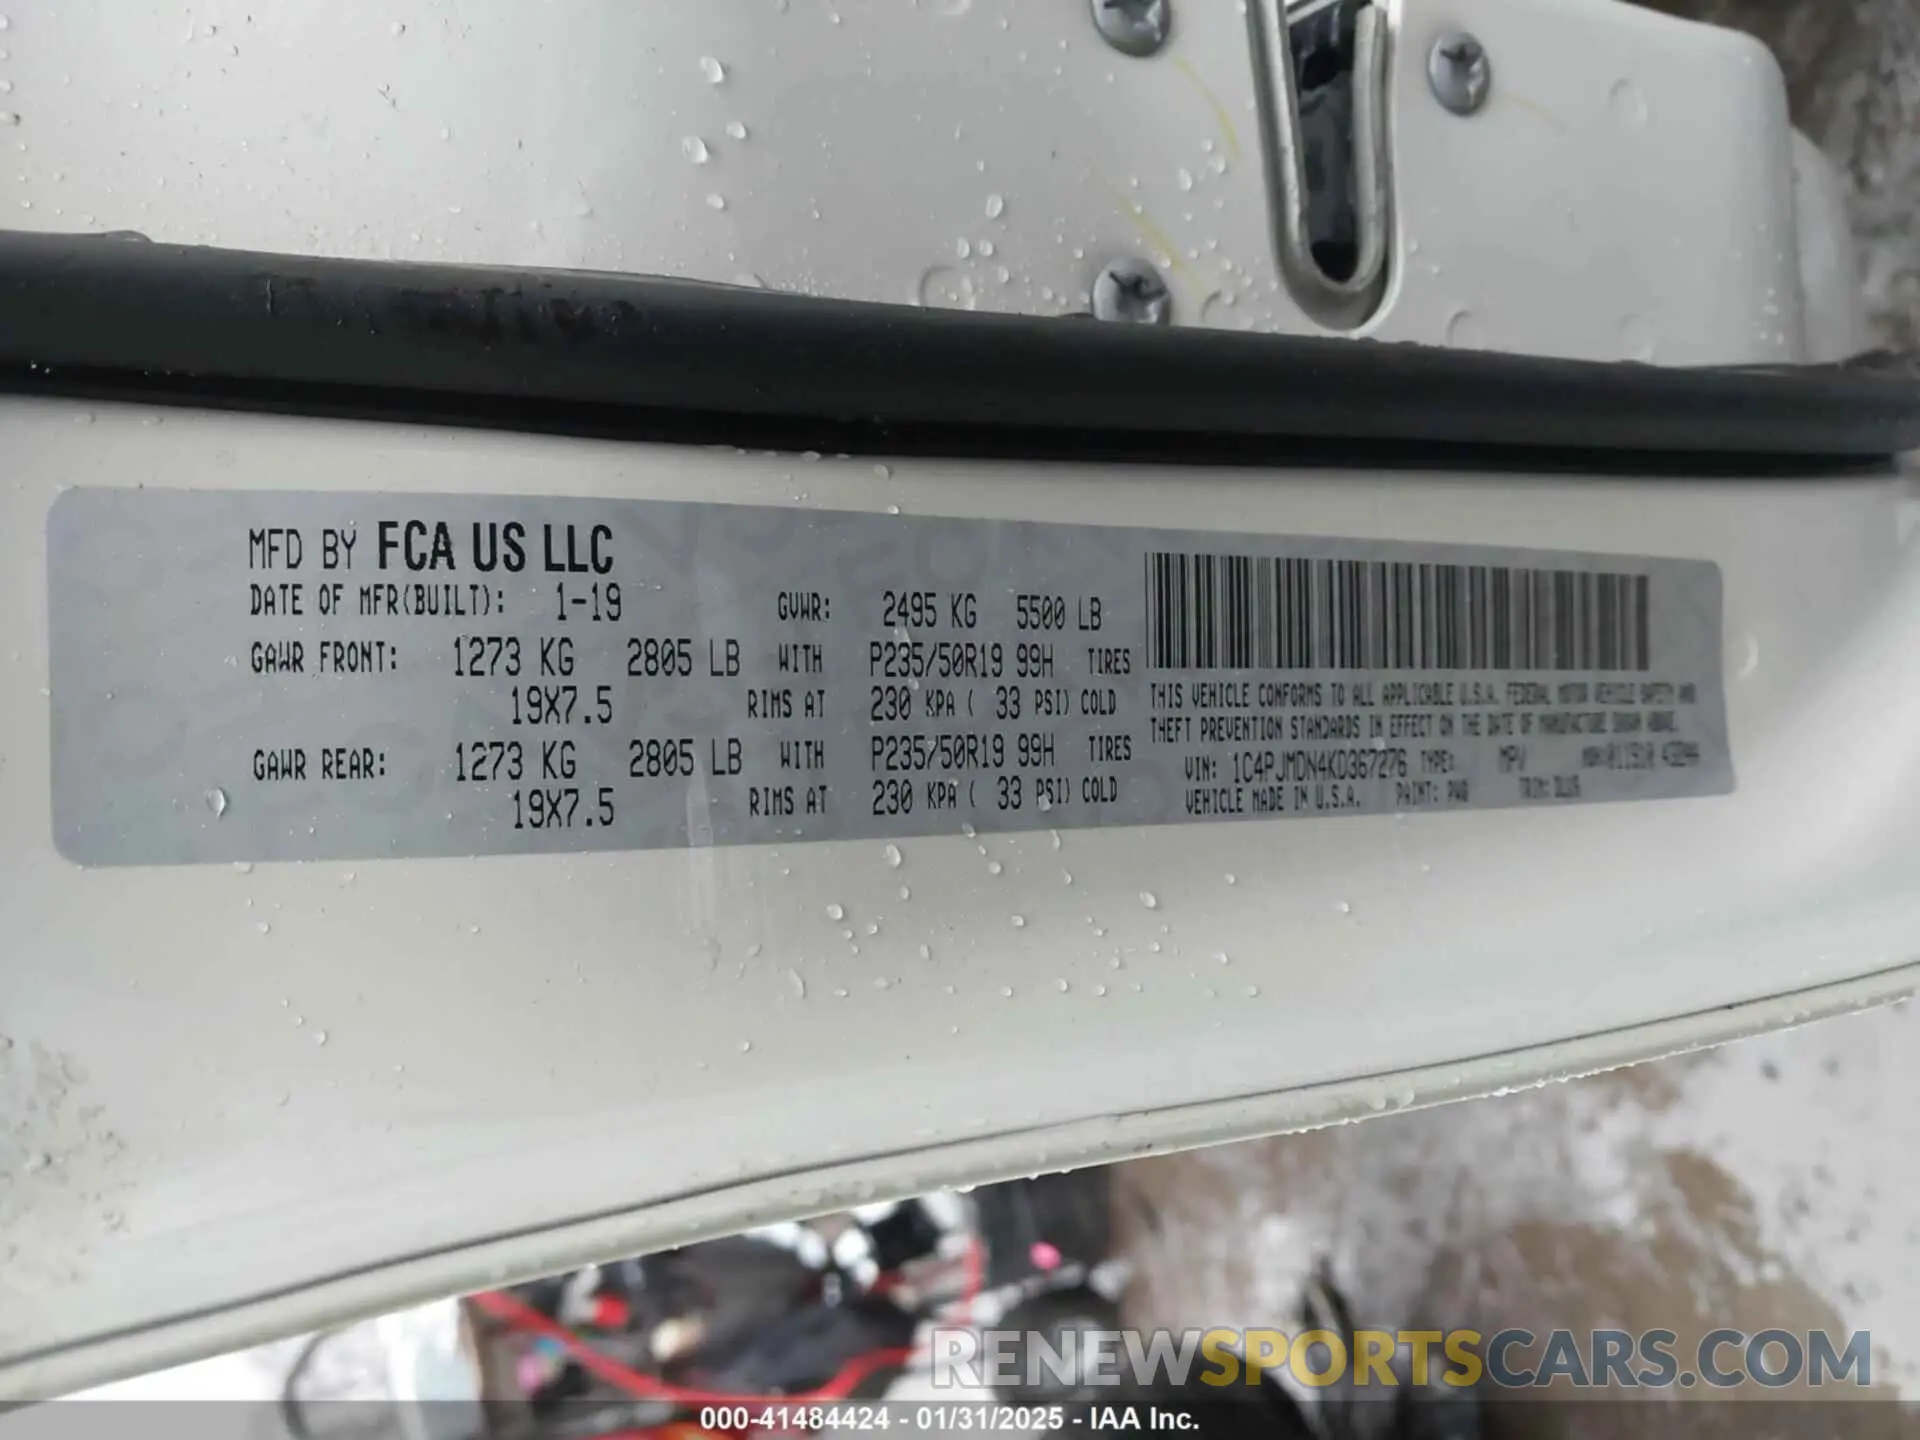 MFD BY FCA US LLC
DATE OF MFR(BUILT): 1-19 GVWR: 2495 KG 5500 LB
GAWR FRONT: 1273 KG 2805 LB WITH P235/50R19 99H TIRES
19X7.5 RIMS AT 230 KPA ( 33 PSI) COLD
GAWR REAR: 1273 KG 2805 LB WITH P235/50R19 99H TIRES
19X7.5 RIMS AT 230 KPA ( 33 PSI) COLD
THIS VEHICLE CONFORMS TO ALL APPLICABLE U.S.A. FEDERAL MOTOR VEHICLE SAFETY AND
THEFT PREVENTION STANDARDS IN EFFECT ON THE DATE OF MANUFACTURE SHOWN ABOVE.
VIN: 1C4PJMDN4KD367276 TYPE: MPV
VEHICLE MADE IN U.S.A. PAINT: PWD TRIM:
RENEWSPORTSCARS.COM
000-41484424 - 01/31/2025 - IAA Inc.